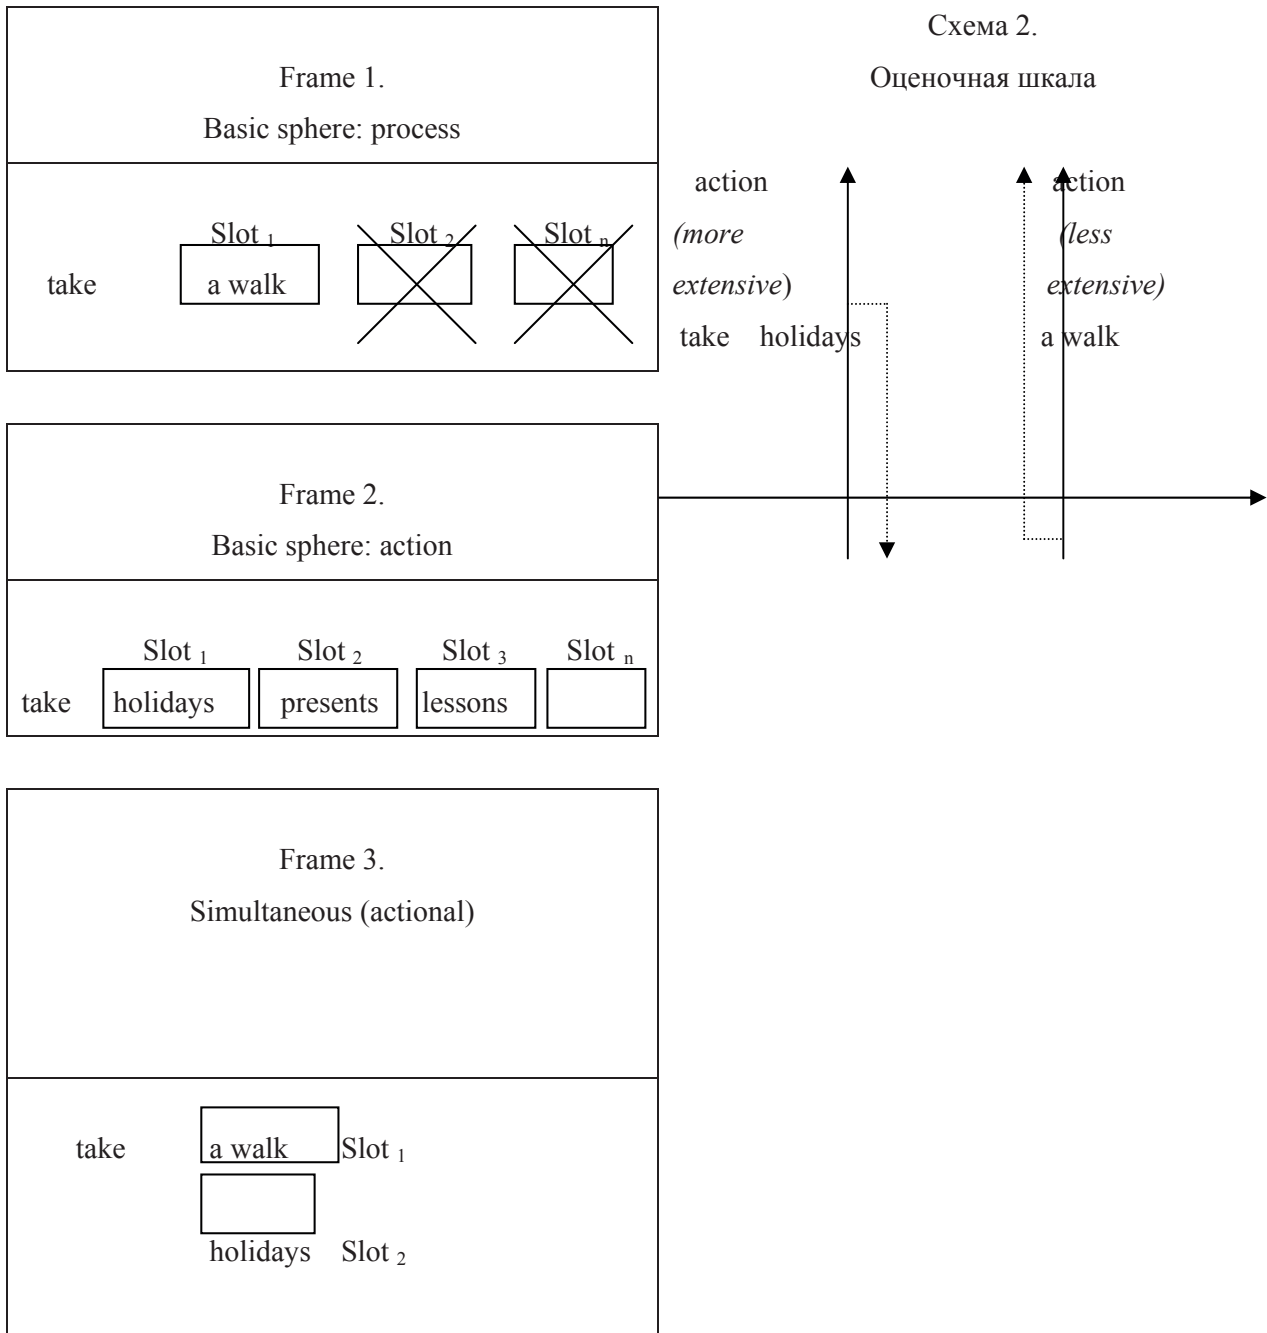 Frame 1.
Basic sphere: process
Slot 1 Slot 2 Slot n
take a walk
Схема 2.
Оценочная шкала
action action
(more (less
extensive) extensive)
take holidays a walk
Frame 2.
Basic sphere: action
Slot 1 Slot 2 Slot 3 Slot n
take holidays presents lessons
Frame 3.
Simultaneous (actional)
take a walk Slot 1
holidays Slot 2